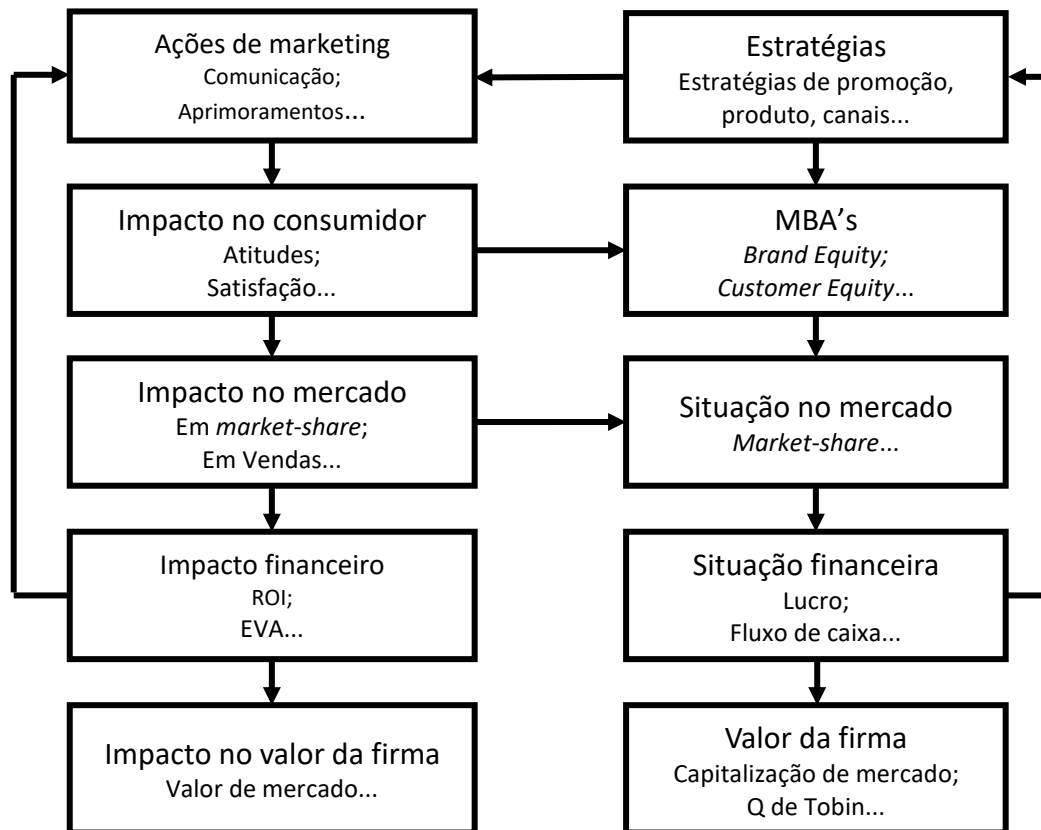 Ações de marketing
Comunicação;
Aprimoramentos...
Estratégias
Estratégias de promoção,
produto, canais...
Impacto no consumidor
Atitudes;
Satisfação...
MBA’s
Brand Equity;
Customer Equity...
Impacto no mercado
Em market-share;
Em Vendas...
Situação no mercado
Market-share...
Impacto financeiro
ROI;
EVA...
Situação financeira
Lucro;
Fluxo de caixa...
Impacto no valor da firma
Valor de mercado...
Valor da firma
Capitalização de mercado;
Q de Tobin...